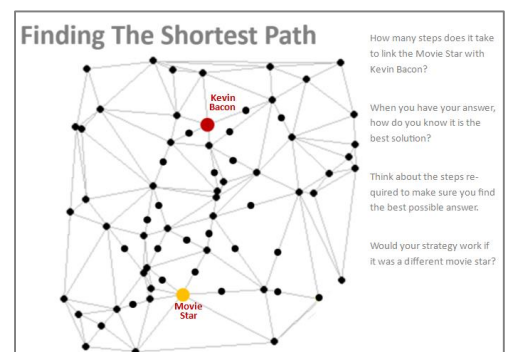 Finding The Shortest Path
How many steps does it take
to link the Movie Star with
Kevin Bacon?
When you have your answer,
how do you know it is the
best solution?
Think about the steps re-
quired to make sure you find
the best possible answer.
Would your strategy work if
it was a different movie star?
Kevin
Bacon
Movie
Star